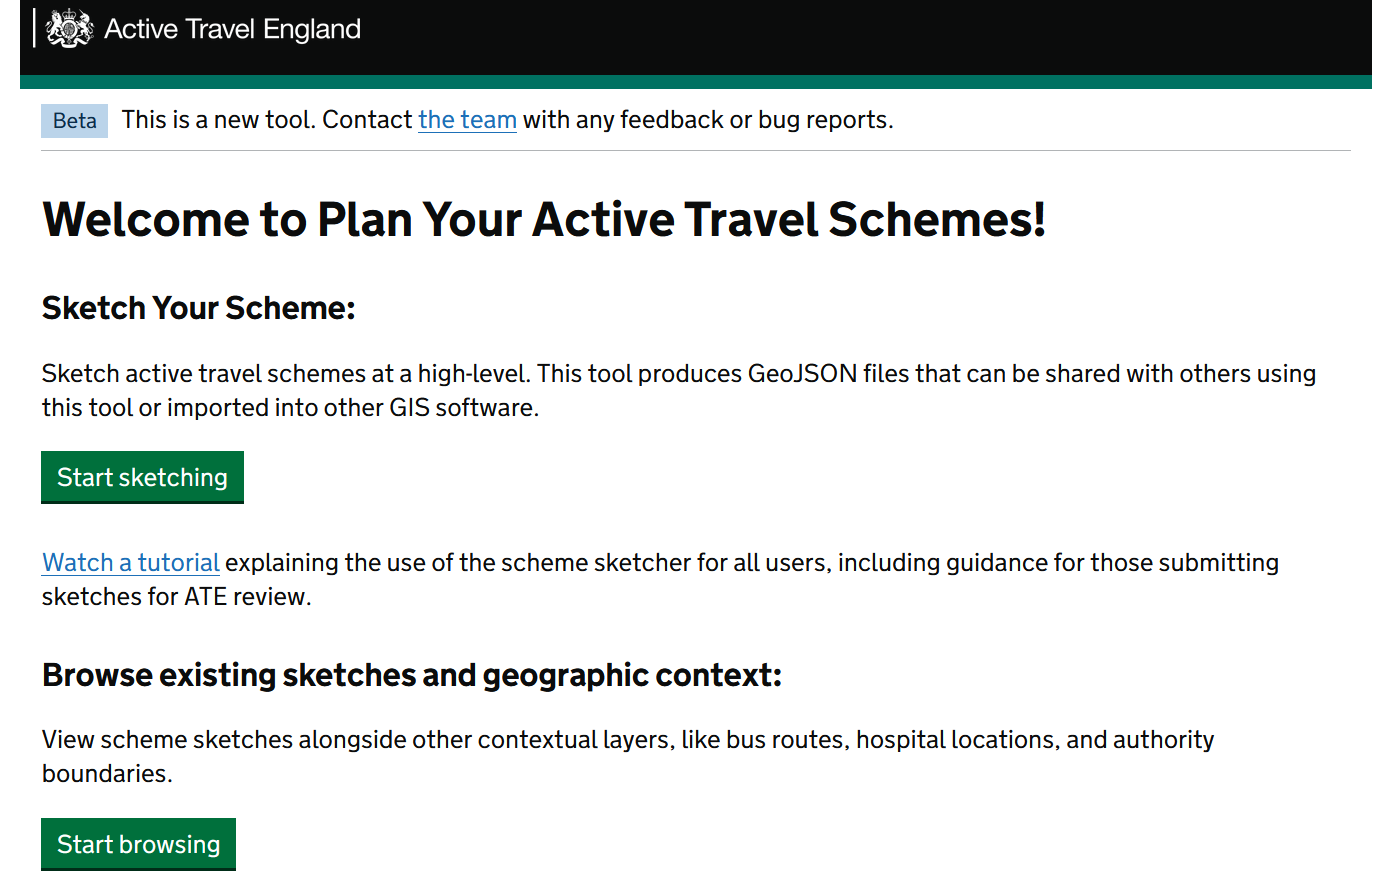 Active Travel England
Beta This is a new tool. Contact the team with any feedback or bug reports.
Welcome to Plan Your Active Travel Schemes!
Sketch Your Scheme:
Sketch active travel schemes at a high-level. This tool produces GeoJSON files that can be shared with others using
this tool or imported into other GIS software.
Start sketching
Watch a tutorial explaining the use of the scheme sketcher for all users, including guidance for those submitting
sketches for ATE review.
Browse existing sketches and geographic context:
View scheme sketches alongside other contextual layers, like bus routes, hospital locations, and authority
boundaries.
Start browsing